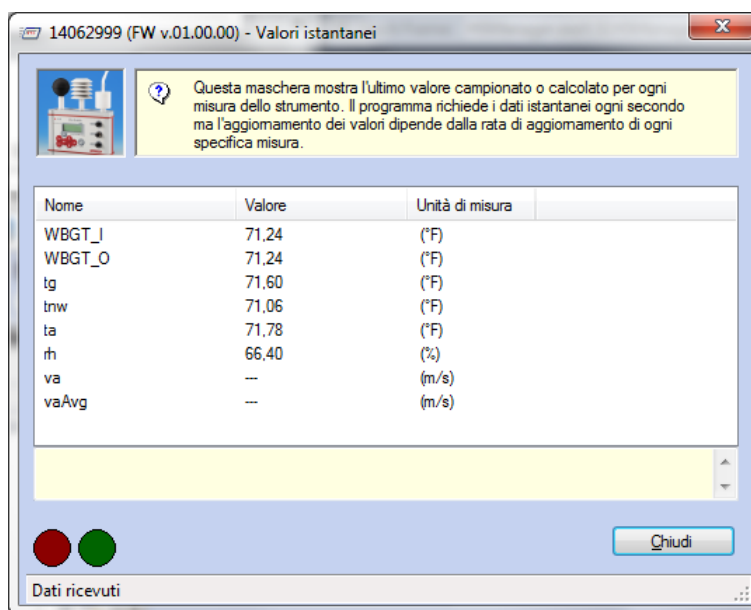 14062999 (FW v.01.00.00) - Valori istantanei
Questa maschera mostra l'ultimo valore campionato o calcolato per ogni
misura dello strumento. Il programma richiede i dati istantanei ogni secondo
ma l'aggiornamento dei valori dipende dalla rata di aggiornamento di ogni
specifica misura.
Nome Valore Unità di misura
WBGT_I 71,24 (°F)
WBGT_O 71,24 (°F)
tg 71,60 (°F)
tnw 71,06 (°F)
ta 71,78 (°F)
rh 66,40 (%)
va --- (m/s)
vaAvg --- (m/s)
Chiudi
Dati ricevuti